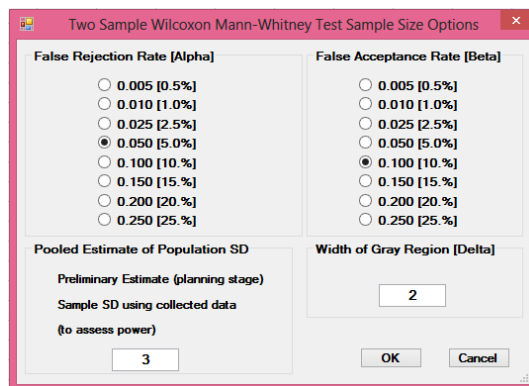 Two Sample Wilcoxon Mann-Whitney Test Sample Size Options
False Rejection Rate [Alpha]
0.005 [0.5%]
0.010 [1.0%]
0.025 [2.5%]
0.050 [5.0%]
0.100 [10.%]
0.150 [15.%]
0.200 [20.%]
0.250 [25.%]
False Acceptance Rate [Beta]
0.005 [0.5%]
0.010 [1.0%]
0.025 [2.5%]
0.050 [5.0%]
0.100 [10.%]
0.150 [15.%]
0.200 [20.%]
0.250 [25.%]
Pooled Estimate of Population SD
Preliminary Estimate (planning stage)
Sample SD using collected data
(to assess power)
3
Width of Gray Region [Delta]
2
OK
Cancel